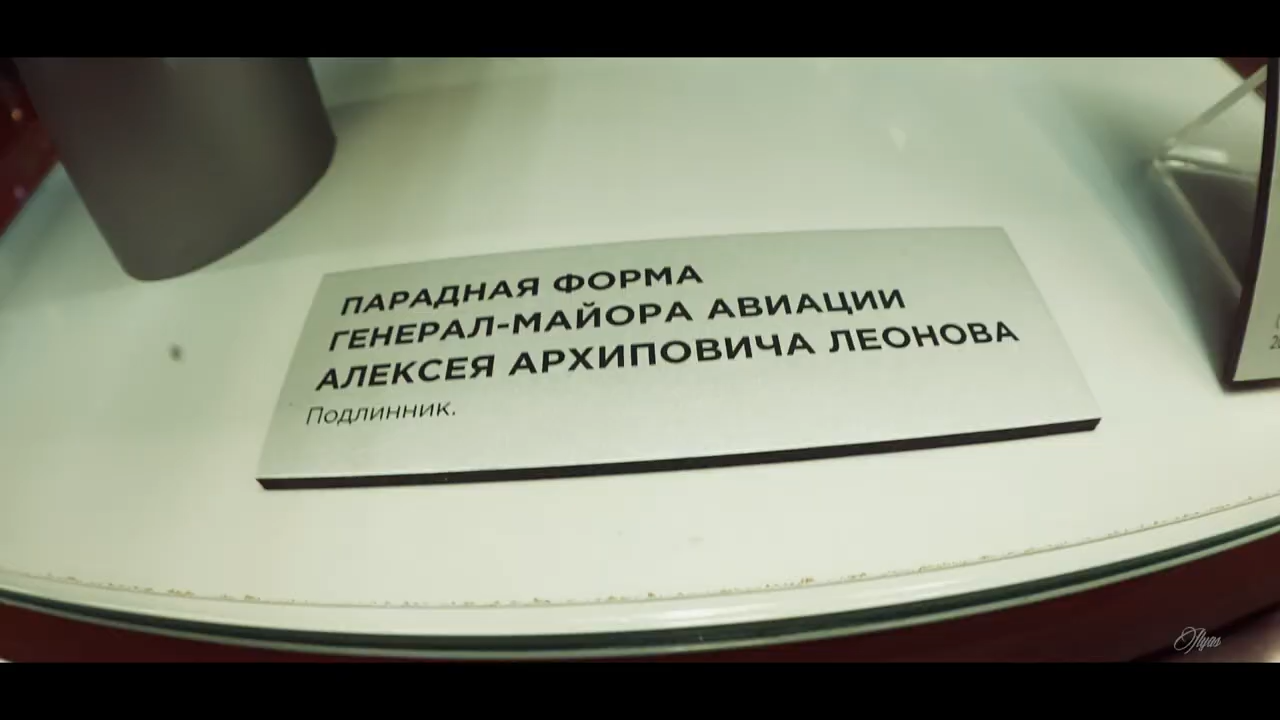 ПАРАДНАЯ ФОРМА
ГЕНЕРАЛ-МАЙОРА АВИАЦИИ
АЛЕКСЕЯ АРХИПОВИЧА ЛЕОНОВА
Подлинник.